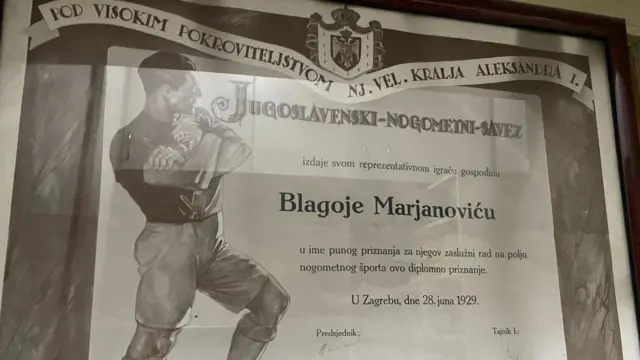 POD VISOKIM POKROVITELJSTVOM NJ. VEL. KRALJA ALEKSANDRA I.
JUGOSLAVENSKI-NOGOMETNI-SAVEZ
izdaje svom reprezentativnom igraču gospodinu
Blagoje Marjanoviću
u ime punog priznanja za njegov zaslužni rad na polju
nogometnog športa ovo diplomno priznanje.
U Zagrebu, dne 28. juna 1929.
Predsjednik: Tajnik I.: